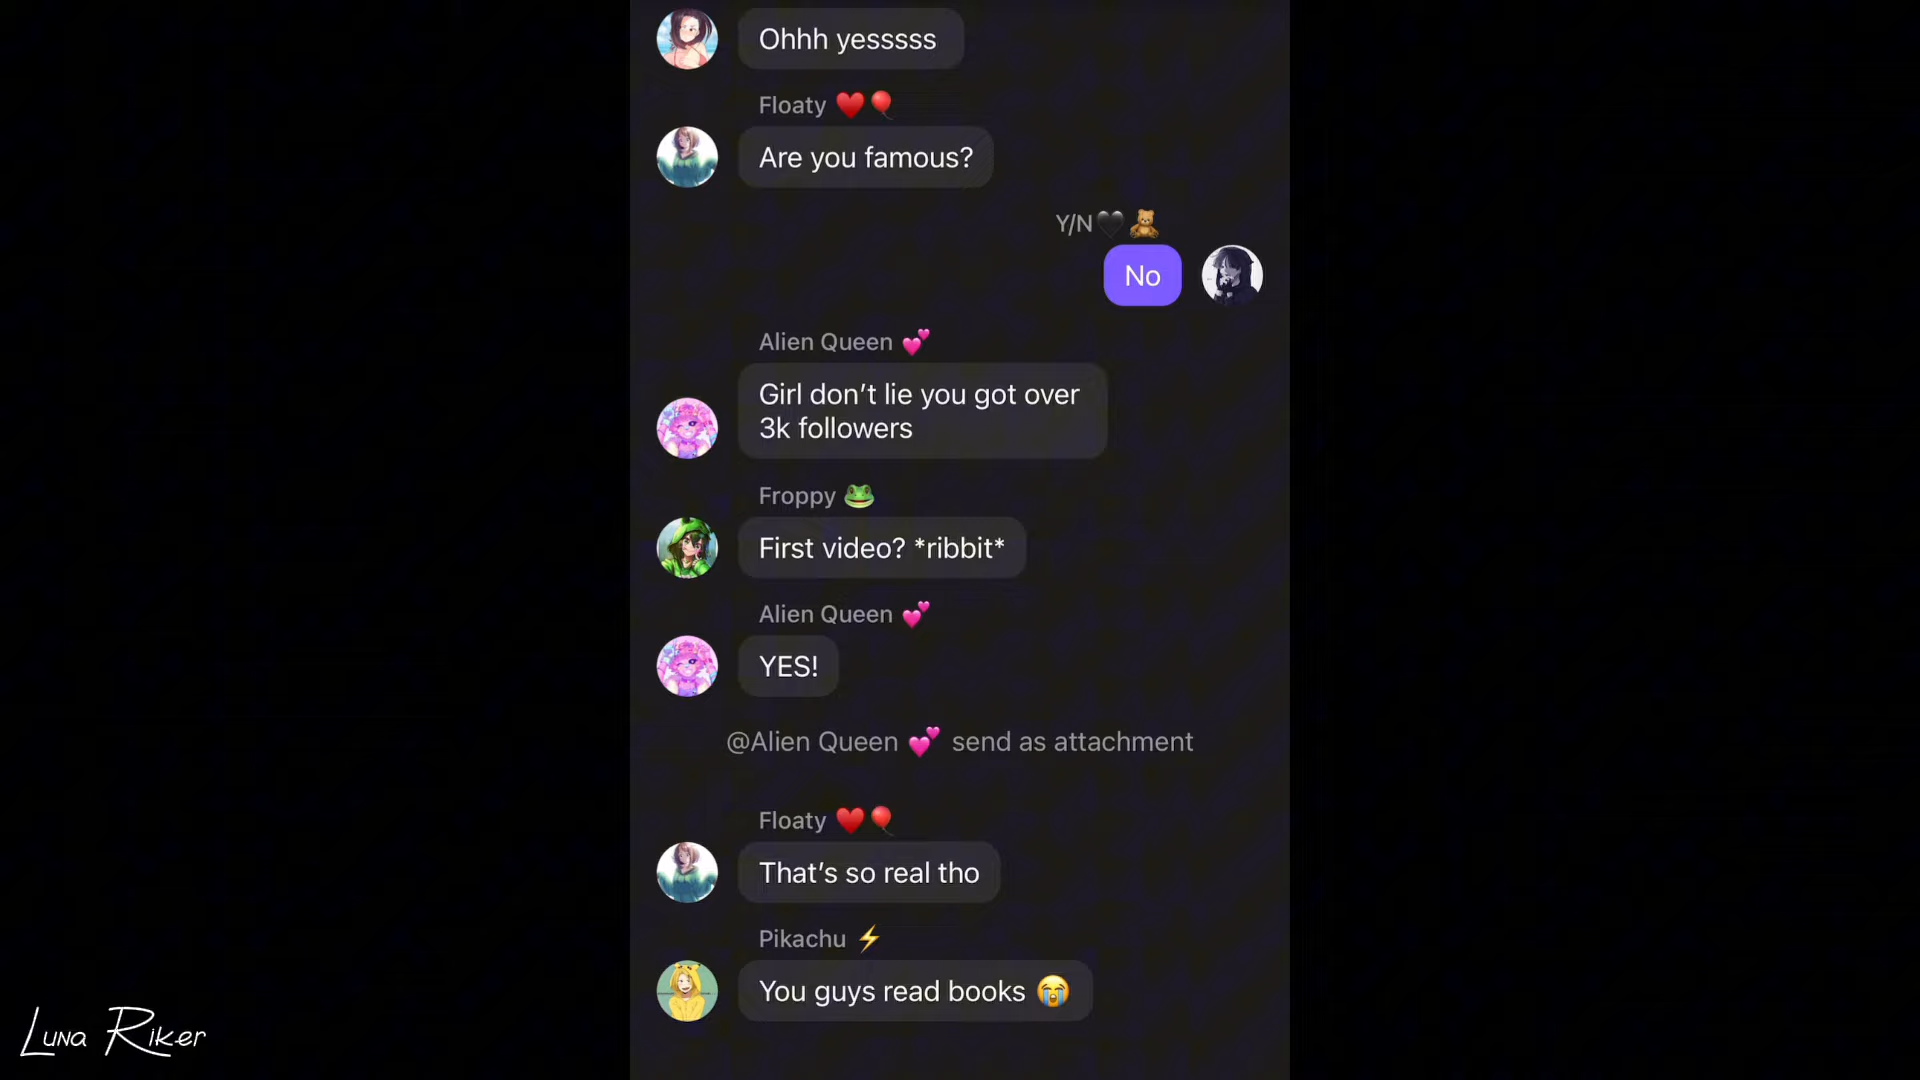 Ohhh yesssss
Floaty ❤️🎈
Are you famous?
Y/N🖤🧸
No
Alien Queen 💕
Girl don’t lie you got over
3k followers
Froppy 🐸
First video? *ribbit*
Alien Queen 💕
YES!
@Alien Queen 💕 send as attachment
Floaty ❤️🎈
That’s so real tho
Pikachu ⚡
You guys read books 😭
Luna Riker